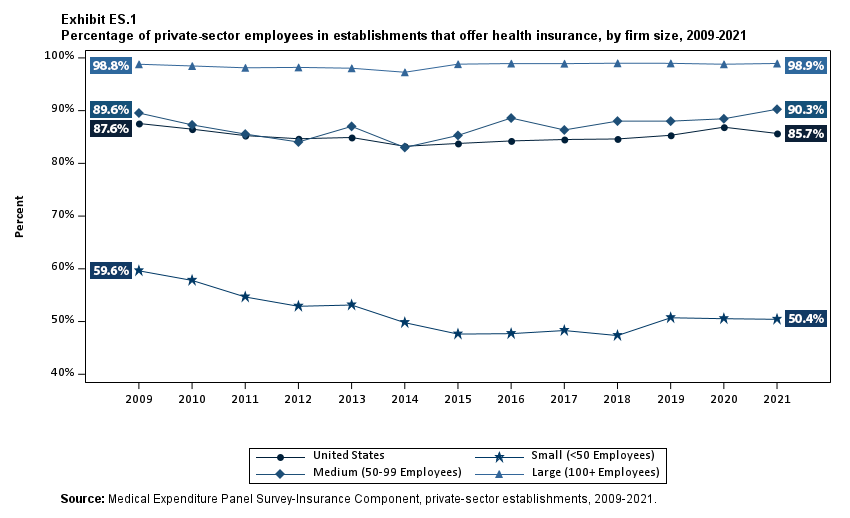 Exhibit ES.1
Percentage of private-sector employees in establishments that offer health insurance, by firm size, 2009-2021
100%
90%
80%
70%
60%
50%
40%
Percent
98.8%
89.6%
87.6%
59.6%
98.9%
90.3%
85.7%
50.4%
2009 2010 2011 2012 2013 2014 2015 2016 2017 2018 2019 2020 2021
United States Small (<50 Employees)
Medium (50-99 Employees) Large (100+ Employees)
Source: Medical Expenditure Panel Survey-Insurance Component, private-sector establishments, 2009-2021.